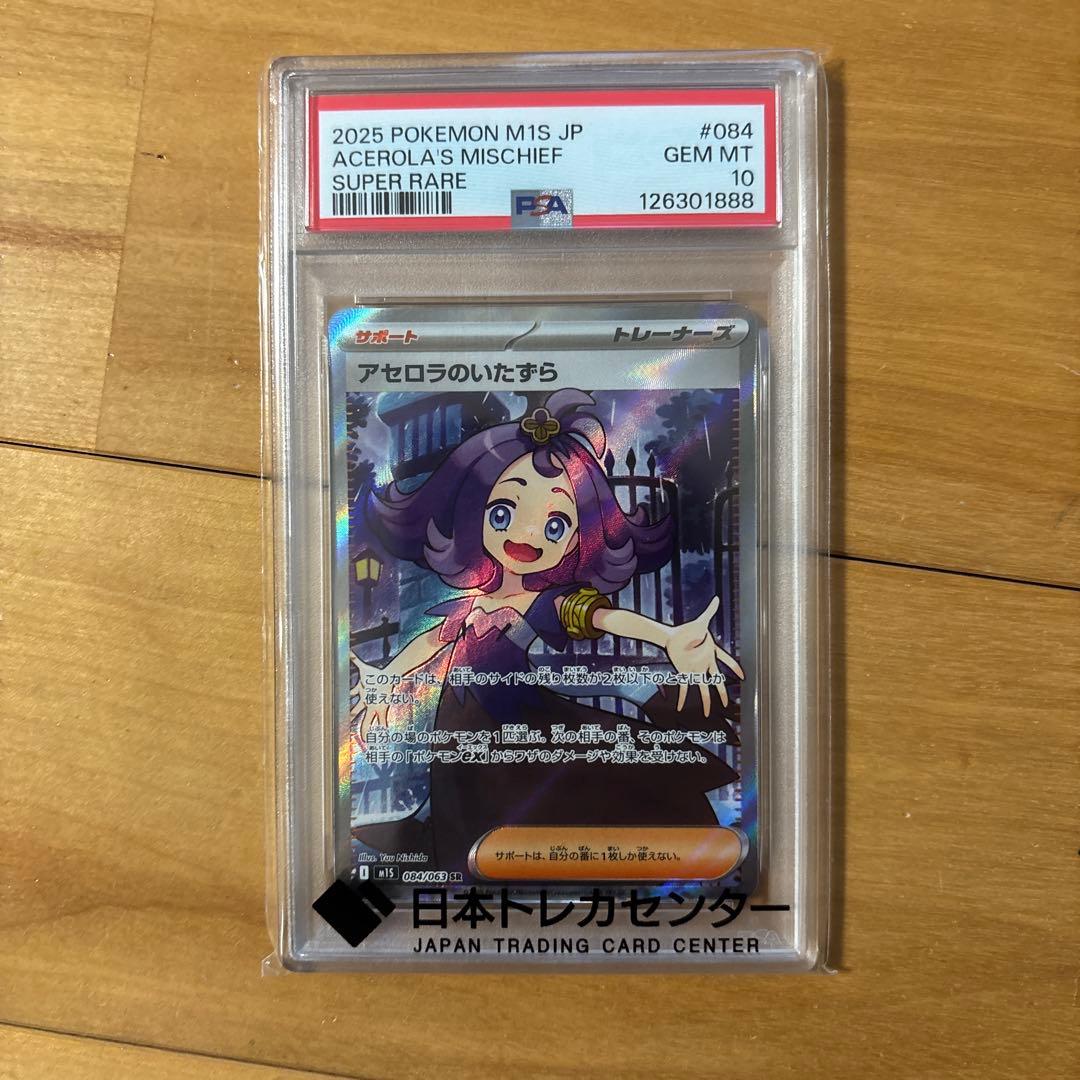 2025 POKEMON M1S JP #084
ACEROLA'S MISCHIEF GEM MT
SUPER RARE 10
PSA 126301888
サポート トレーナーズ
アセロラのいたずら
このカードは、相手のサイドの残り枚数が2枚以下のときにしか
使えない。
自分の場のポケモンを1匹選ぶ。次の相手の番、そのポケモンは
相手の「ポケモンex」からワザのダメージや効果を受けない。
サポートは、自分の番に1枚しか使えない。
Illus. You Nishida
I M1S 084/063 SR
日本トレカセンター
JAPAN TRADING CARD CENTER